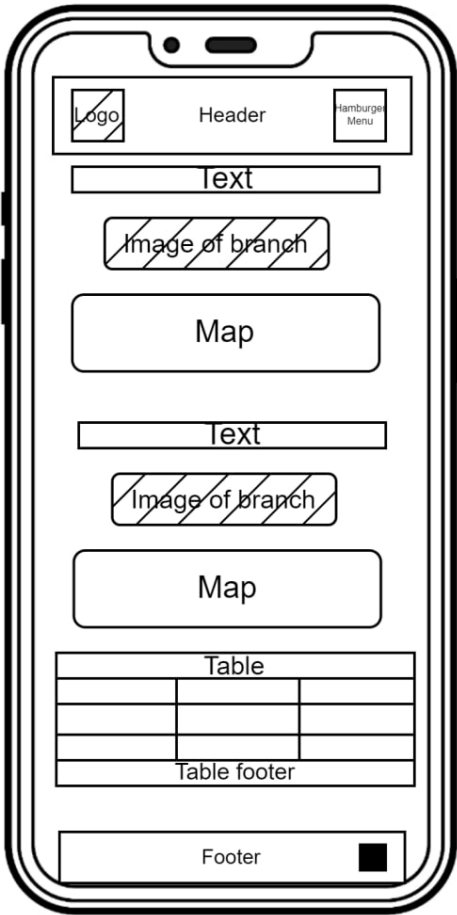 Logo
Header
Hamburger
Menu
Text
Image of branch
Map
Text
Image of branch
Map
Table
Table footer
Footer